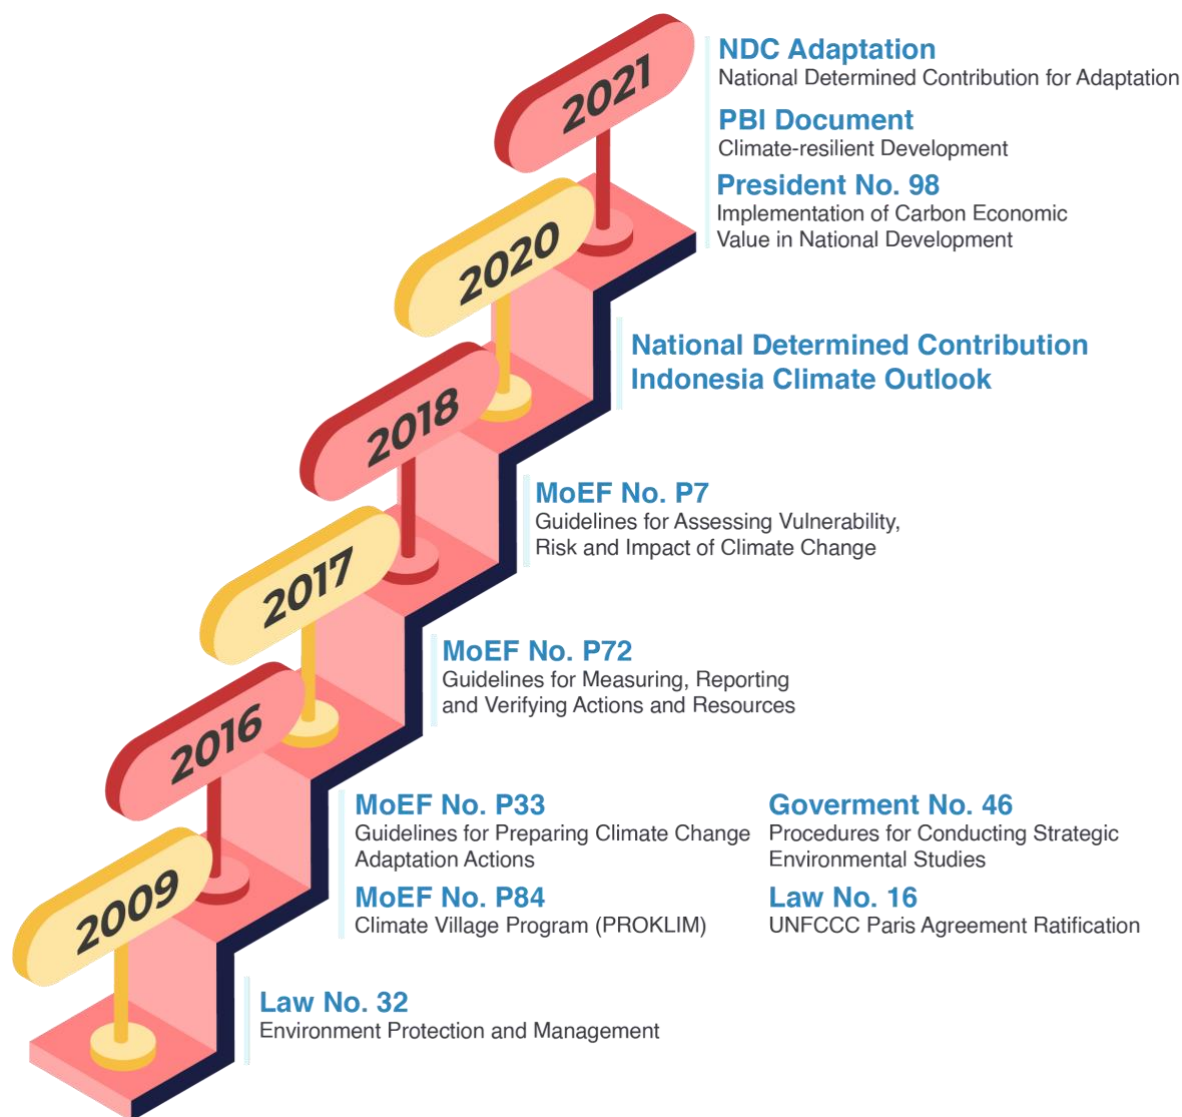 2021
NDC Adaptation
National Determined Contribution for Adaptation
PBI Document
Climate-resilient Development
President No. 98
Implementation of Carbon Economic
Value in National Development
2020
National Determined Contribution
Indonesia Climate Outlook
2018
MoEF No. P7
Guidelines for Assessing Vulnerability,
Risk and Impact of Climate Change
2017
MoEF No. P72
Guidelines for Measuring, Reporting
and Verifying Actions and Resources
2016
MoEF No. P33
Guidelines for Preparing Climate Change
Adaptation Actions
MoEF No. P84
Climate Village Program (PROKLIM)
Goverment No. 46
Procedures for Conducting Strategic
Environmental Studies
Law No. 16
UNFCCC Paris Agreement Ratification
2009
Law No. 32
Environment Protection and Management